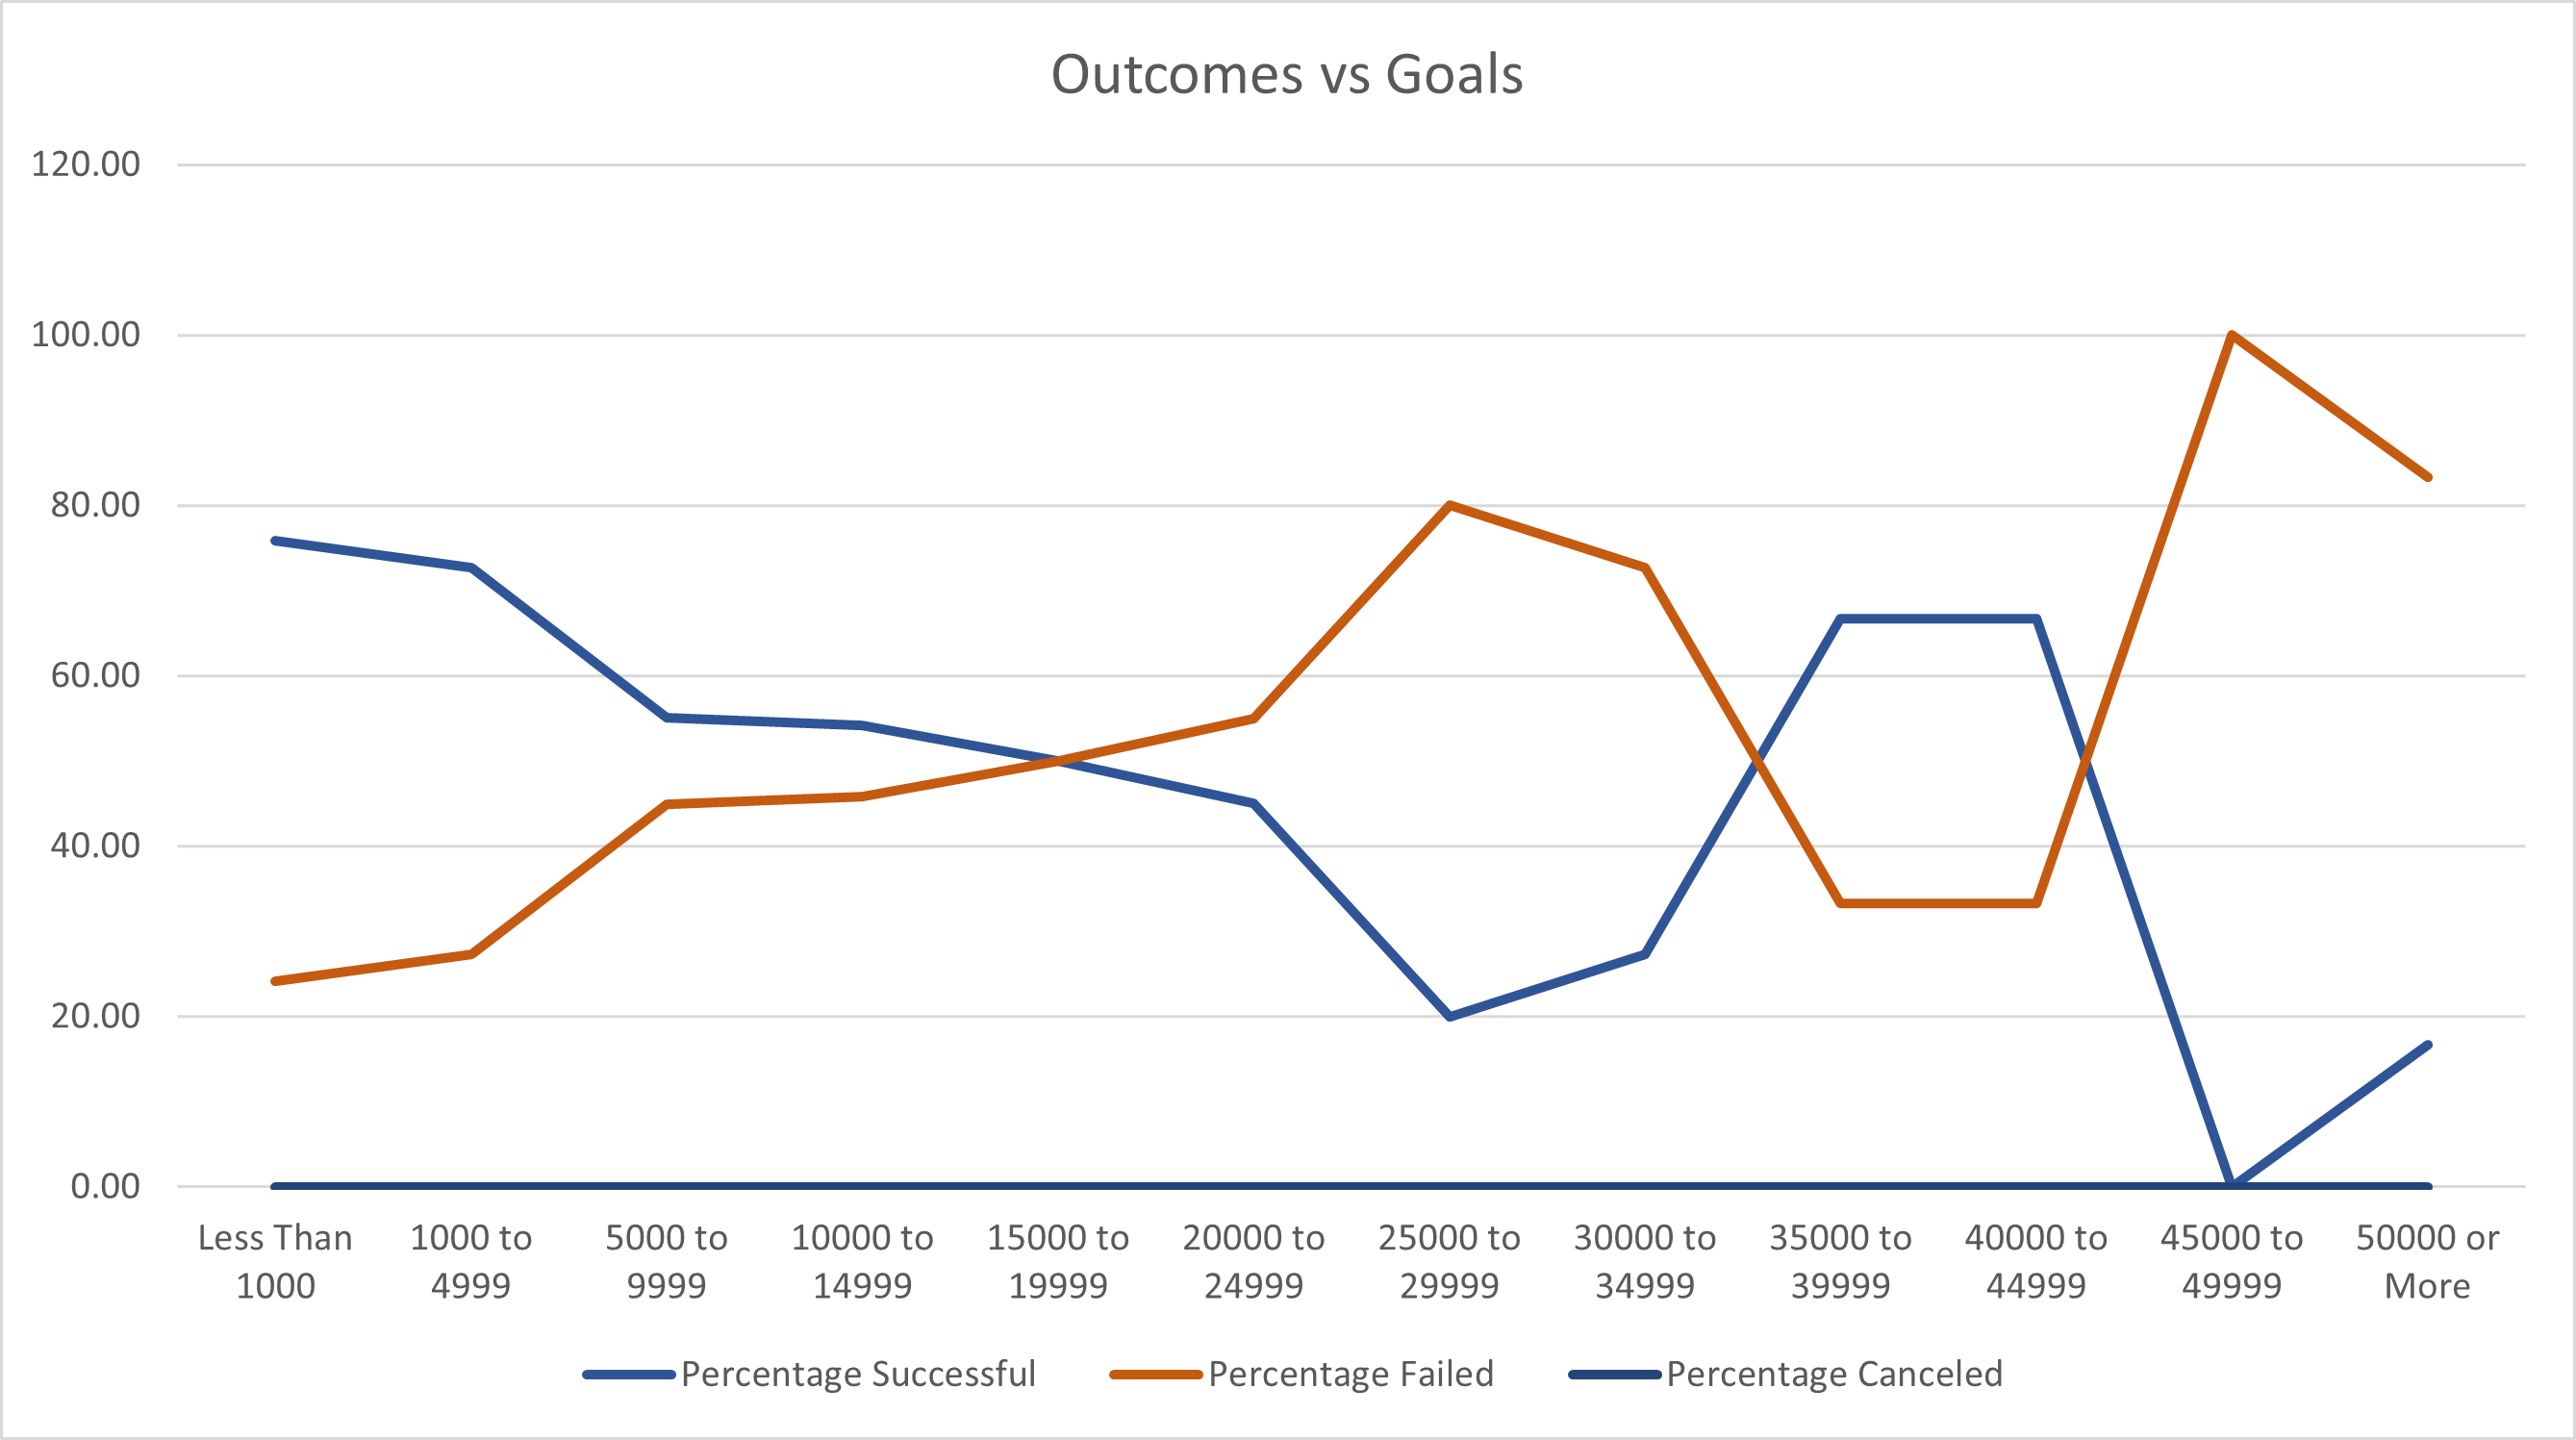 Outcomes vs Goals
120.00
100.00
80.00
60.00
40.00
20.00
0.00
Less Than
1000
1000 to
4999
5000 to
9999
10000 to
14999
15000 to
19999
20000 to
24999
25000 to
29999
30000 to
34999
35000 to
39999
40000 to
44999
45000 to
49999
50000 or
More
Percentage Successful
Percentage Failed
Percentage Canceled